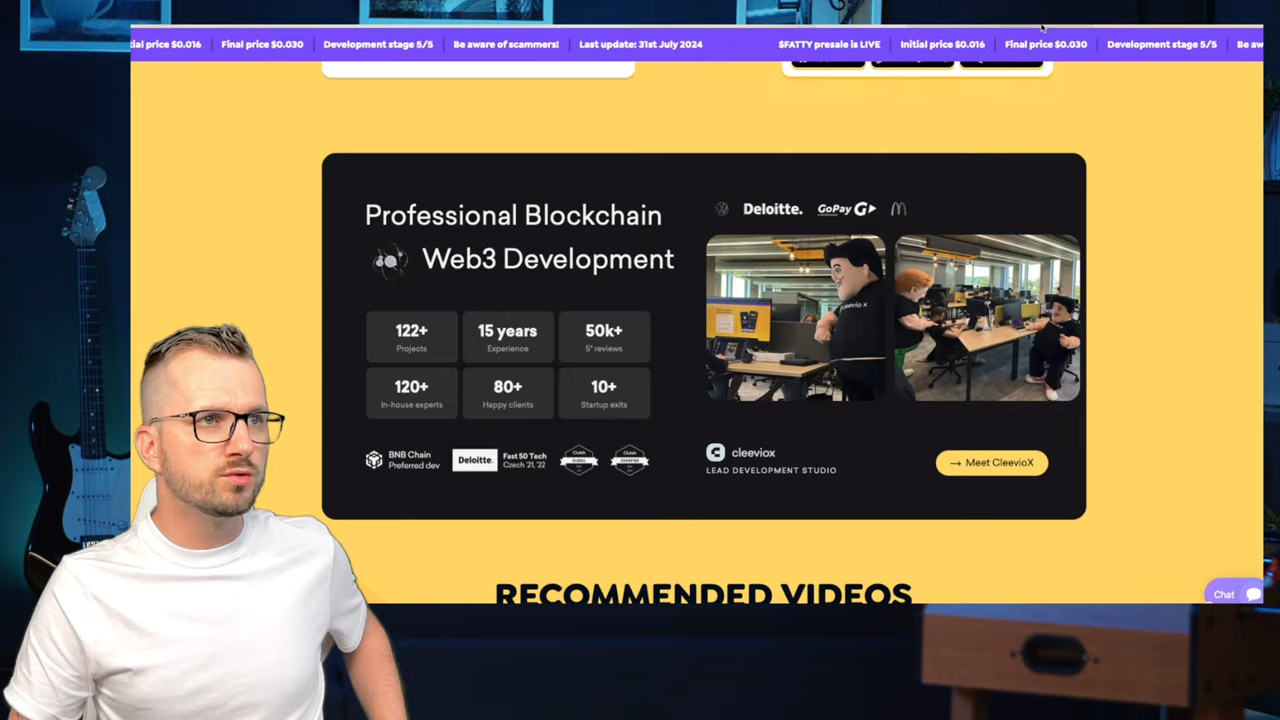 tial price $0.016 Final price $0.030 Development stage 5/5 Be aware of scammers! Last update: 31st July 2024 $FATTY presale is LIVE Initial price $0.016 Final price $0.030 Development stage 5/5 Be aw
Professional Blockchain
Web3 Development
122+
Projects
15 years
Experience
50k+
5* reviews
120+
In-house experts
80+
Happy clients
10+
Startup exits
BNB Chain
Preferred dev
Deloitte.
Fast 50 Tech
Czech '21, '22
Deloitte. GoPay G
cleevio x
cleeviox
LEAD DEVELOPMENT STUDIO
→ Meet CleevioX
RECOMMENDED VIDEOS
Chat